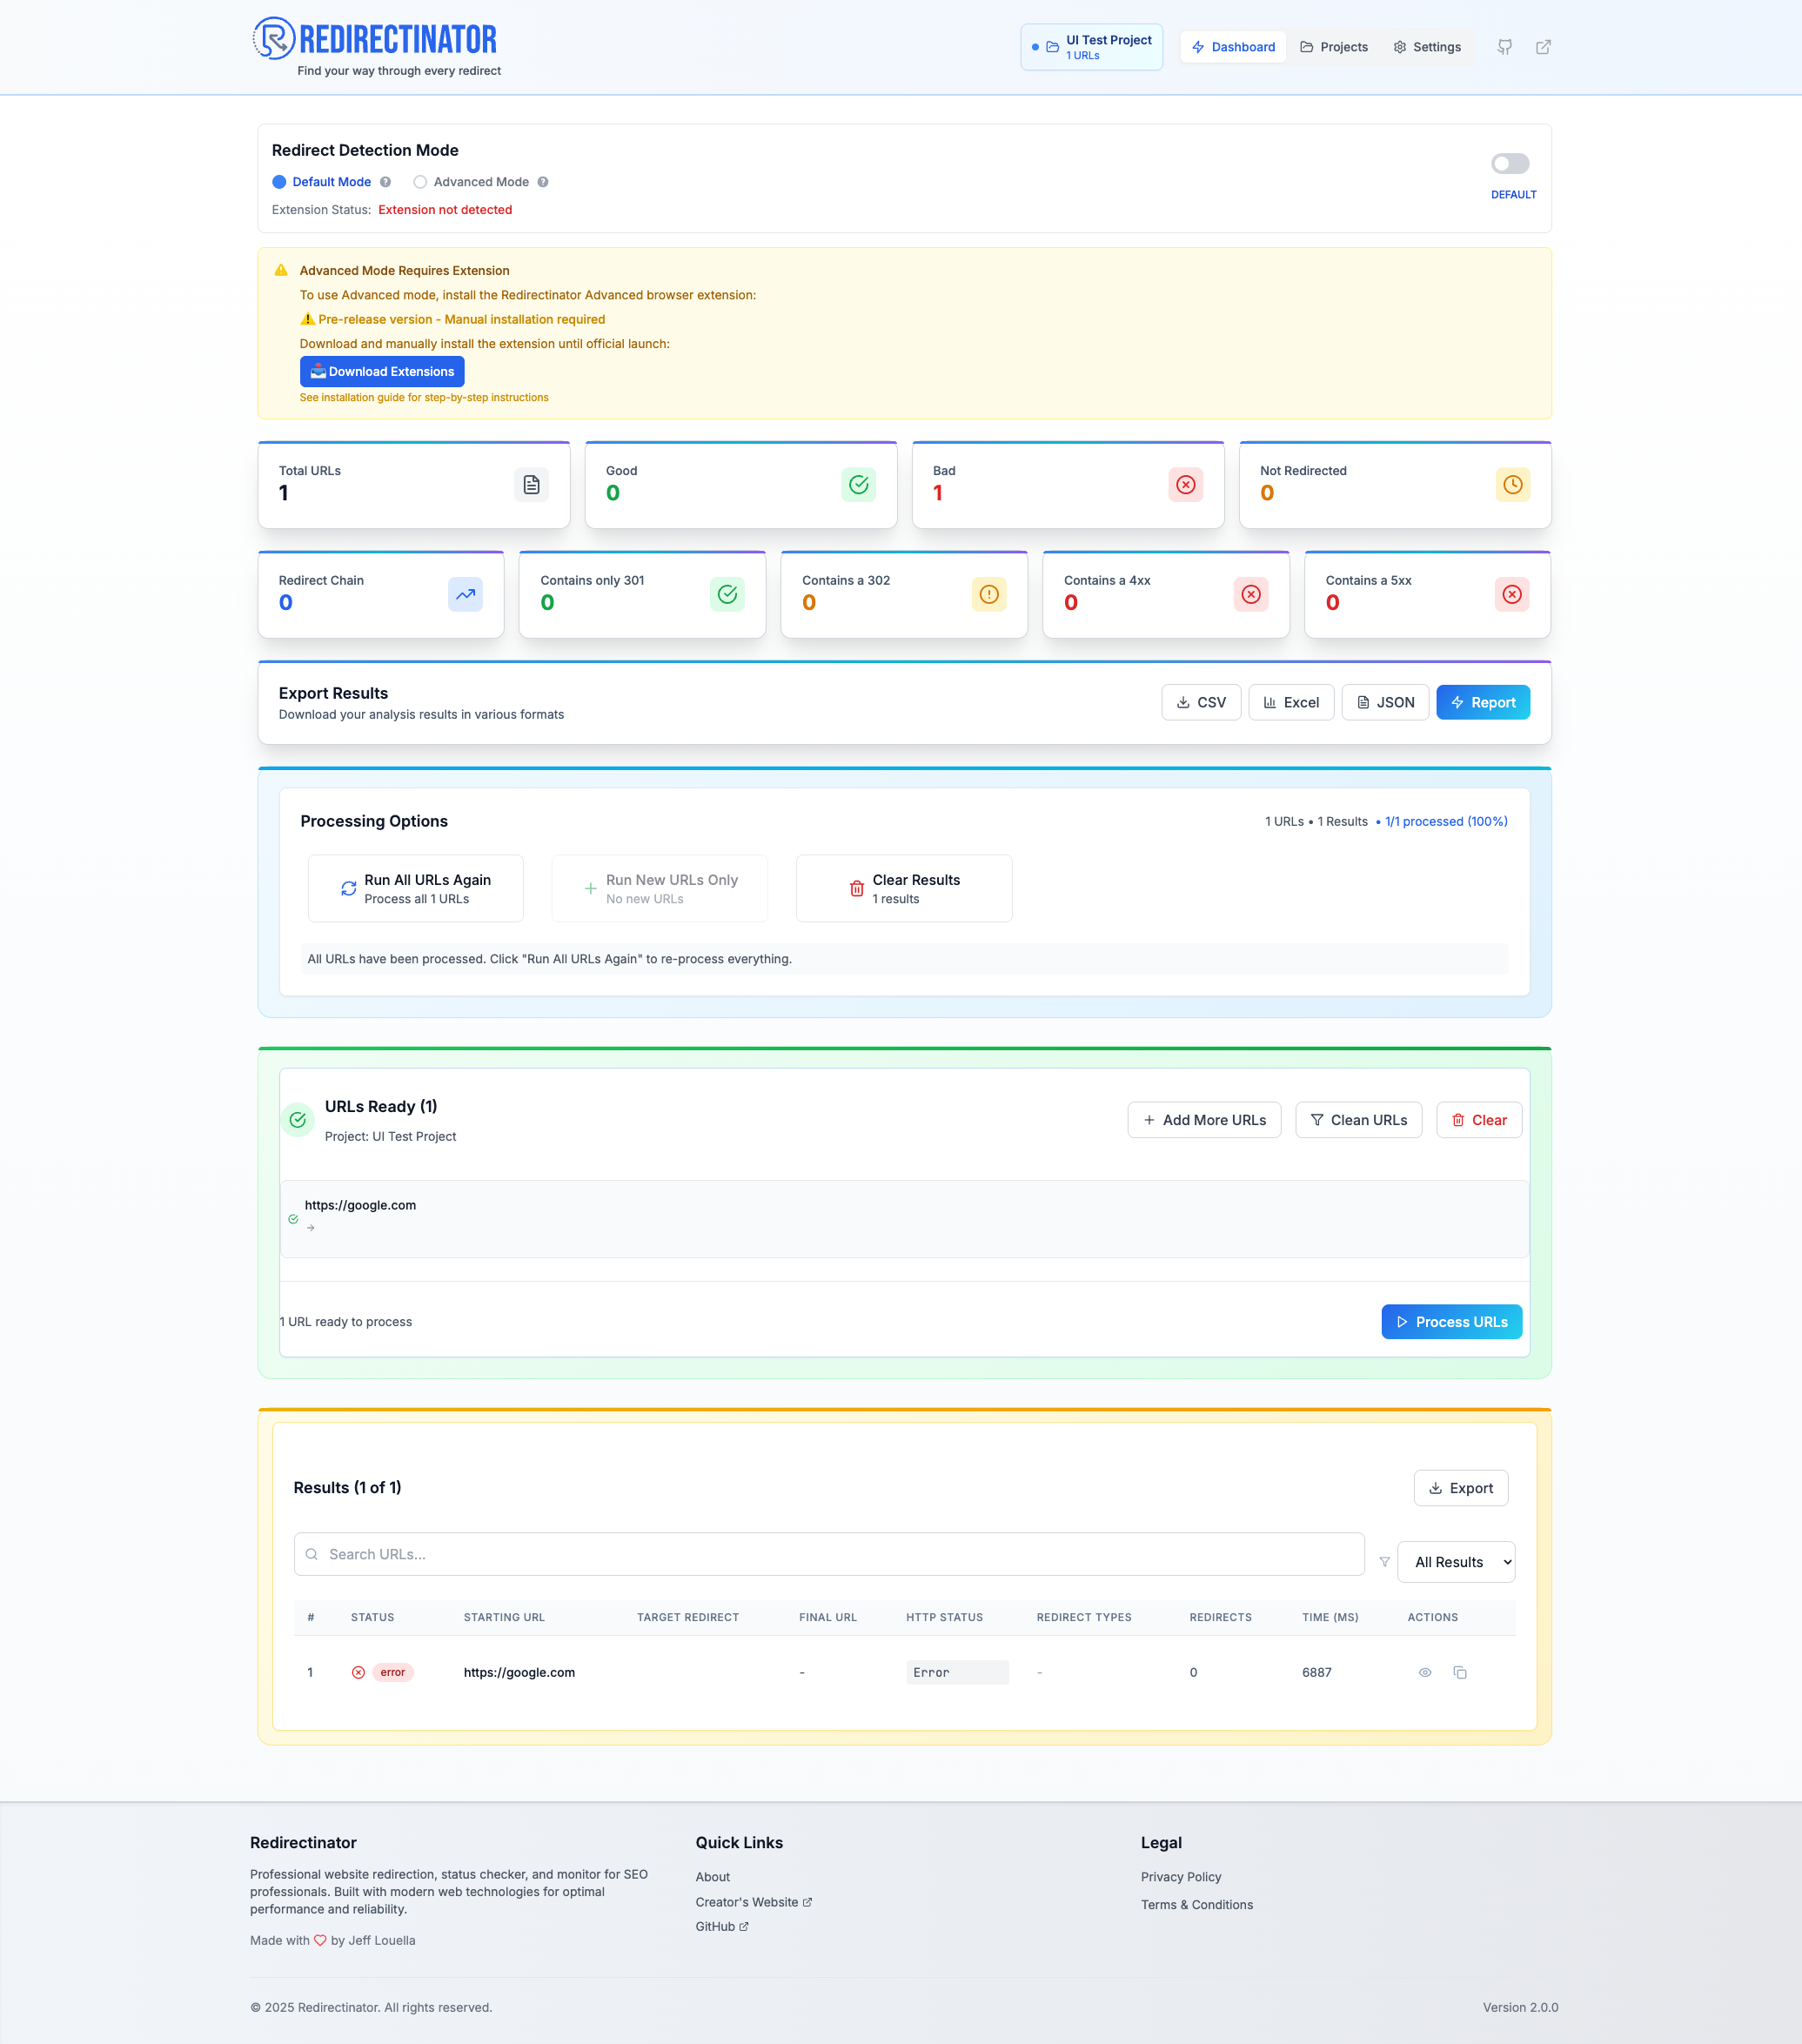 REDIRECTINATOR
Find your way through every redirect
UI Test Project
1 URLs
Dashboard
Projects
Settings
Redirect Detection Mode
Default Mode ? Advanced Mode ?
Extension Status: Extension not detected
DEFAULT
Advanced Mode Requires Extension
To use Advanced mode, install the Redirectinator Advanced browser extension:
⚠️ Pre-release version - Manual installation required
Download and manually install the extension until official launch:
📥 Download Extensions
See installation guide for step-by-step instructions
Total URLs
1
Good
0
Bad
1
Not Redirected
0
Redirect Chain
0
Contains only 301
0
Contains a 302
0
Contains a 4xx
0
Contains a 5xx
0
Export Results
Download your analysis results in various formats
CSV
Excel
JSON
Report
Processing Options
1 URLs • 1 Results • 1/1 processed (100%)
Run All URLs Again
Process all 1 URLs
Run New URLs Only
No new URLs
Clear Results
1 results
All URLs have been processed. Click "Run All URLs Again" to re-process everything.
URLs Ready (1)
Project: UI Test Project
Add More URLs
Clean URLs
Clear
https://google.com
→
1 URL ready to process
Process URLs
Results (1 of 1)
Export
Search URLs...
All Results
# STATUS STARTING URL TARGET REDIRECT FINAL URL HTTP STATUS REDIRECT TYPES REDIRECTS TIME (MS) ACTIONS
1 error https://google.com - Error - 0 6887
Redirectinator
Professional website redirection, status checker, and monitor for SEO
professionals. Built with modern web technologies for optimal
performance and reliability.
Made with ♡ by Jeff Louella
Quick Links
About
Creator's Website
GitHub
Legal
Privacy Policy
Terms & Conditions
© 2025 Redirectinator. All rights reserved.
Version 2.0.0